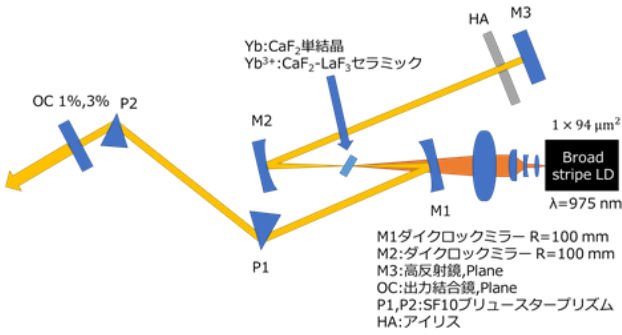 HA
M3
Yb:CaF₂単結晶
Yb³⁺:CaF₂-LaF₃セラミック
OC 1%,3%
P2
M2
1 × 94 μm²
Broad
stripe LD
λ=975 nm
M1
P1
M1ダイクロックミラー R=100 mm
M2:ダイクロックミラー R=100 mm
M3:高反射鏡,Plane
OC:出力結合鏡,Plane
P1,P2:SF10ブリュースタープリズム
HA:アイリス